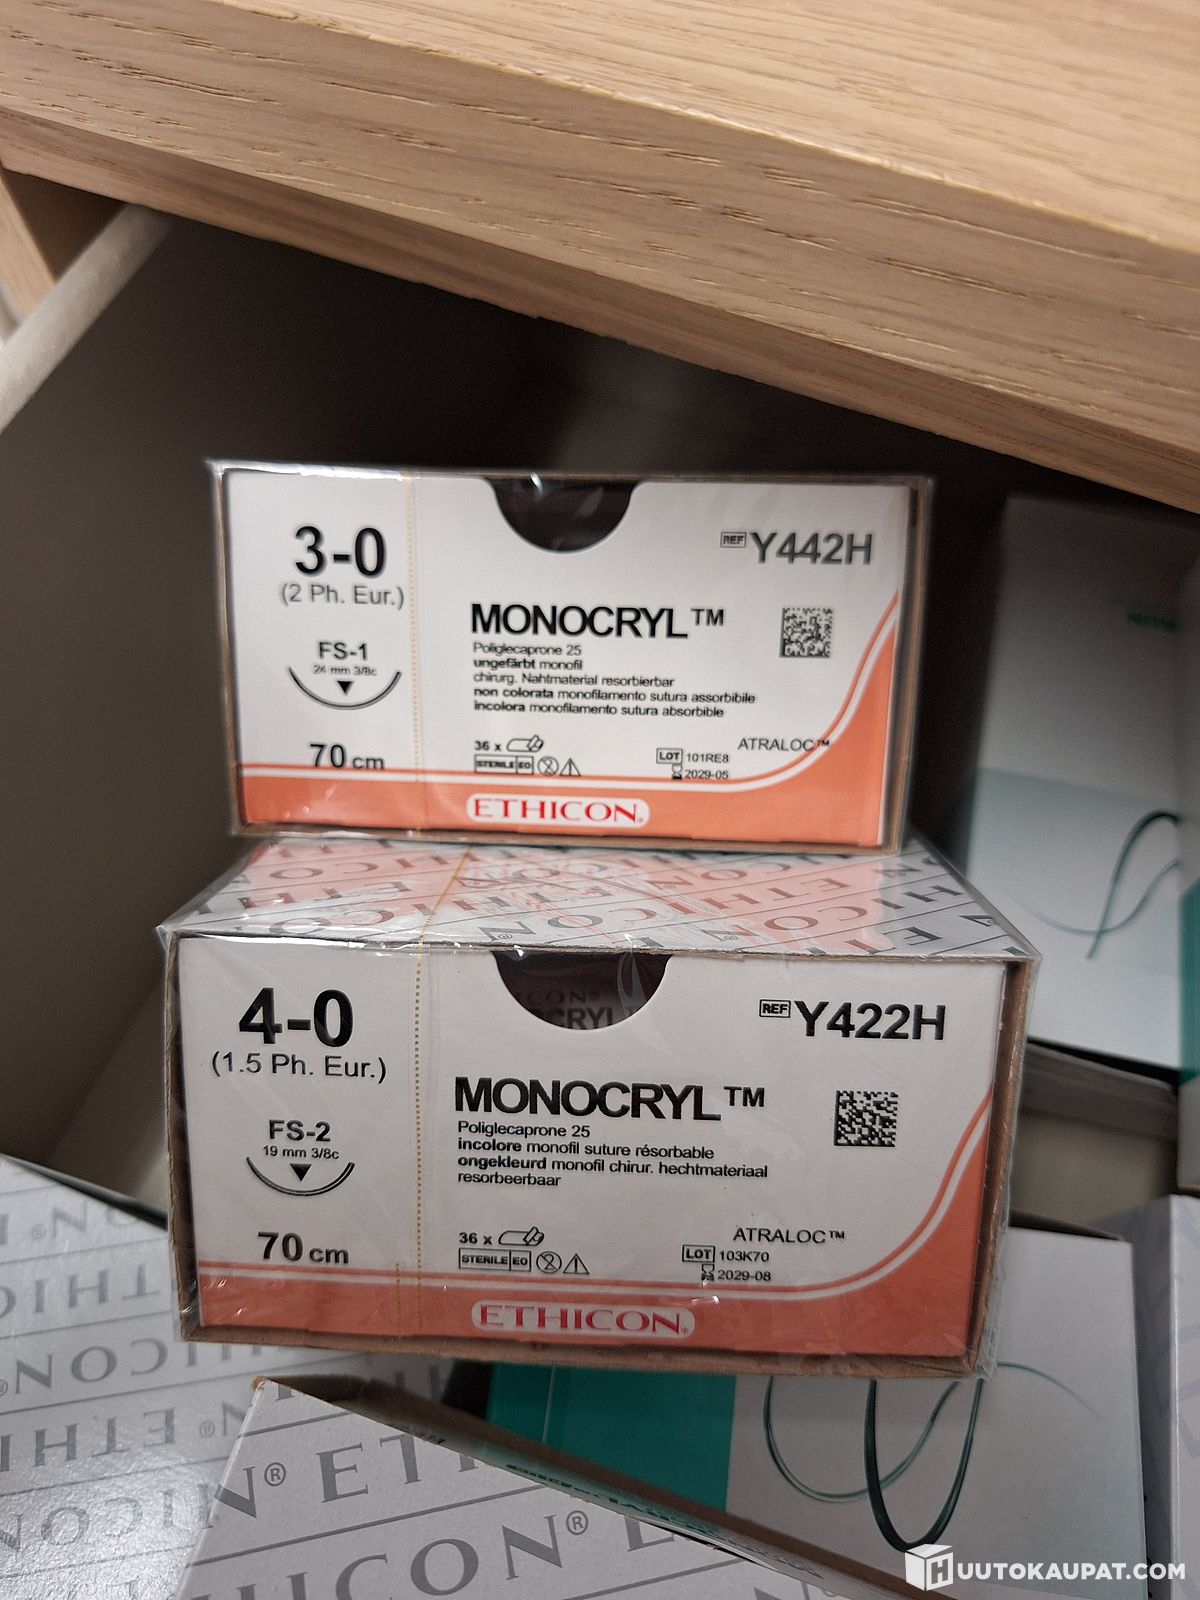 3-0
(2 Ph. Eur.)
FS-1
24 mm 3/8c
70 cm
REF Y442H
MONOCRYL™
Poliglecaprone 25
ungefärbt monofil
chirurg. Nahtmaterial resorbierbar
non colorata monofilamento sutura assorbibile
incolora monofilamento sutura absorbible
36 x
STERILE EO
ATRALOC™
LOT 101RE8
2029-05
ETHICON®
4-0
(1.5 Ph. Eur.)
FS-2
19 mm 3/8c
70 cm
REF Y422H
MONOCRYL™
Poliglecaprone 25
incolore monofil suture résorbable
ongekleurd monofil chirur. hechtmateriaal
resorbeerbaar
36 x
STERILE EO
ATRALOC™
LOT 103K70
2029-08
ETHICON®
ETHICON®
HUUTOKAUPAT.COM